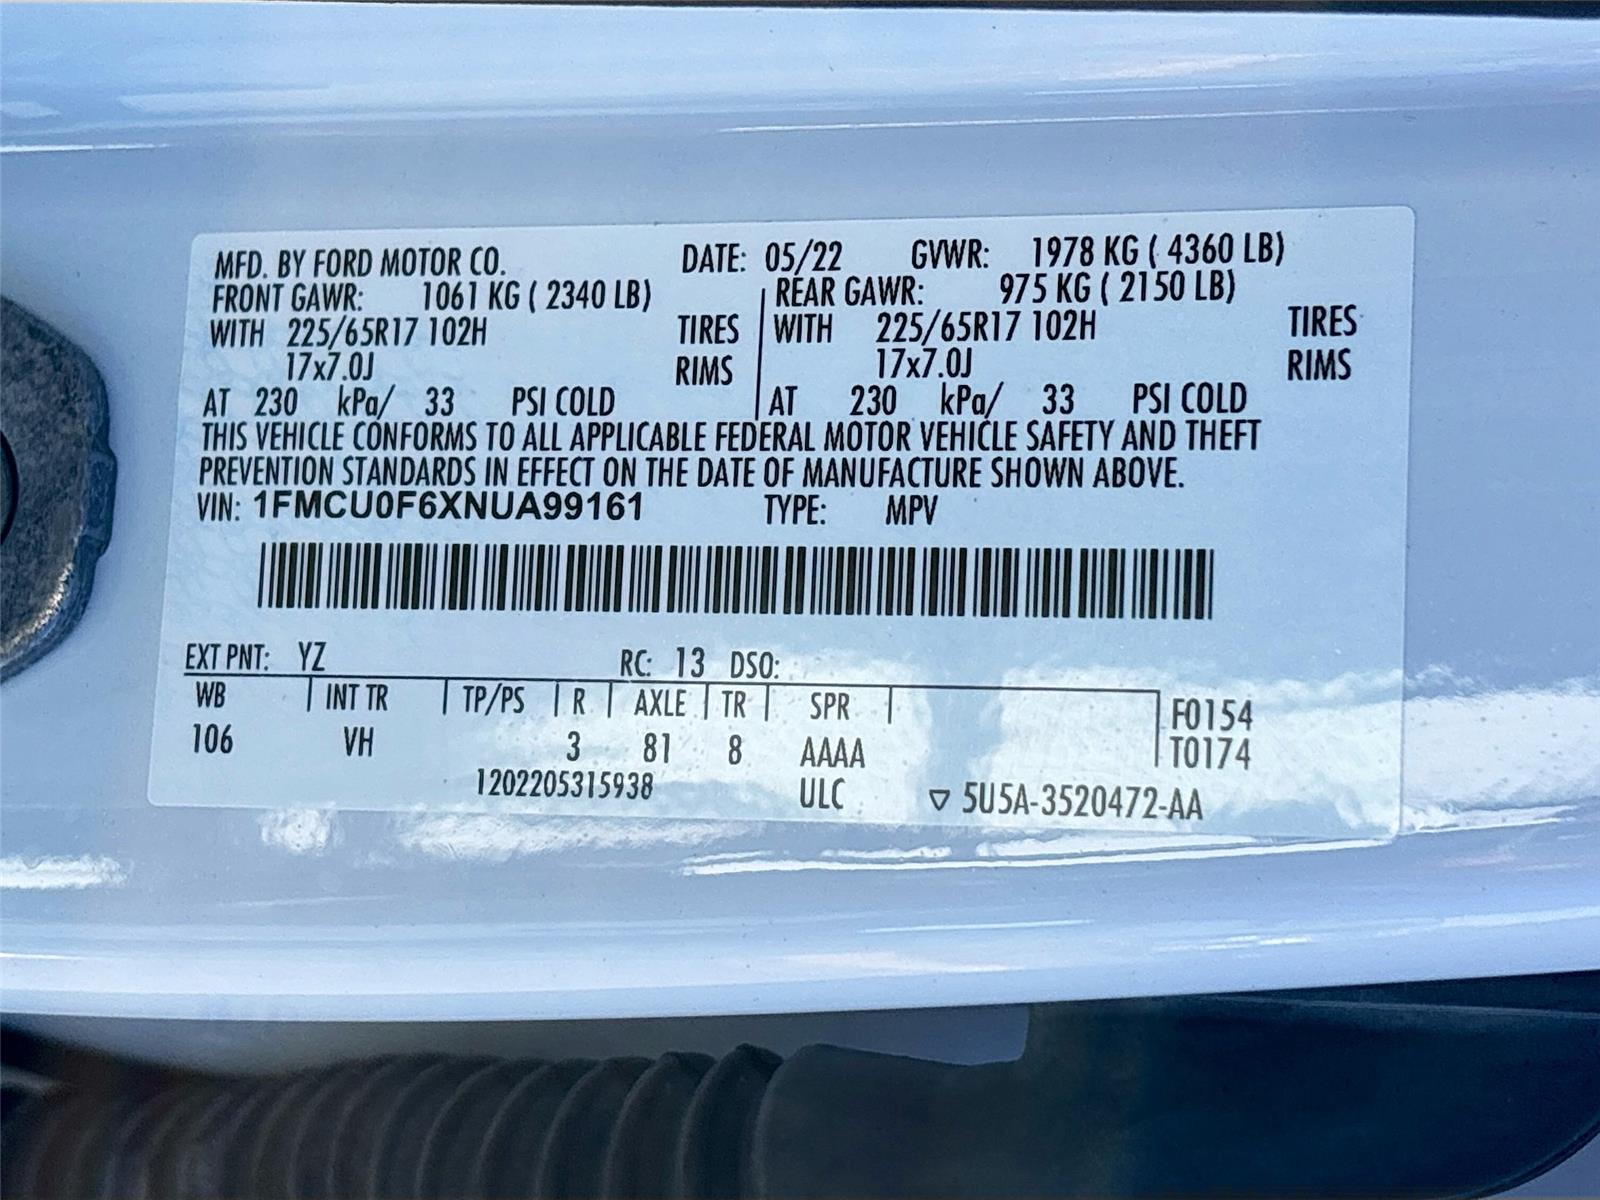 MFD. BY FORD MOTOR CO. DATE: 05/22 GVWR: 1978 KG ( 4360 LB)
FRONT GAWR: 1061 KG ( 2340 LB) REAR GAWR: 975 KG ( 2150 LB)
WITH 225/65R17 102H TIRES WITH 225/65R17 102H TIRES
17x7.0J RIMS 17x7.0J RIMS
AT 230 kPa/ 33 PSI COLD AT 230 kPa/ 33 PSI COLD
THIS VEHICLE CONFORMS TO ALL APPLICABLE FEDERAL MOTOR VEHICLE SAFETY AND THEFT
PREVENTION STANDARDS IN EFFECT ON THE DATE OF MANUFACTURE SHOWN ABOVE.
VIN: 1FMCU0F6XNUA99161 TYPE: MPV
EXT PNT: YZ RC: 13 DSO:
WB INT TR TP/PS R AXLE TR SPR F0154
106 VH 3 81 8 AAAA T0174
1202205315938 ULC ▽ 5U5A-3520472-AA